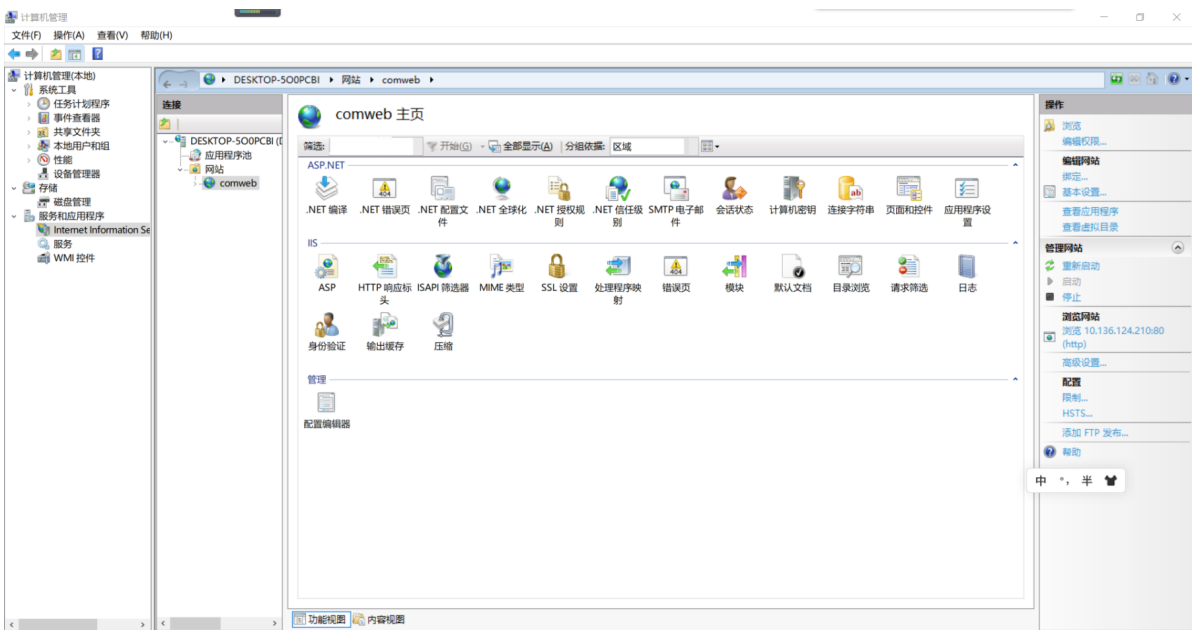 计算机管理
文件(F) 操作(A) 查看(V) 帮助(H)
计算机管理(本地)
系统工具
任务计划程序
事件查看器
共享文件夹
本地用户和组
性能
设备管理器
存储
磁盘管理
服务和应用程序
Internet Information Se
服务
WMI 控件
DESKTOP-5O0PCBI 网站 comweb
连接
DESKTOP-5O0PCBI (D
应用程序池
网站
comweb
comweb 主页
筛选: 开始(G) 全部显示(A) 分组依据: 区域
ASP.NET
.NET 编译 .NET 错误页 .NET 配置文件 .NET 全球化 .NET 授权规则 .NET 信任级别 SMTP 电子邮件 会话状态 计算机密钥 连接字符串 页面和控件 应用程序设置
IIS
ASP HTTP 响应标头 ISAPI 筛选器 MIME 类型 SSL 设置 处理程序映射 错误页 模块 默认文档 目录浏览 请求筛选 日志
身份验证 输出缓存 压缩
管理
配置编辑器
功能视图 内容视图
操作
浏览
编辑权限...
编辑网站
绑定...
基本设置...
查看应用程序
查看虚拟目录
管理网站
重新启动
启动
停止
浏览网站
浏览 10.136.124.210:80
(http)
高级设置...
配置
限制...
HSTS...
添加 FTP 发布...
帮助
中 °, 半